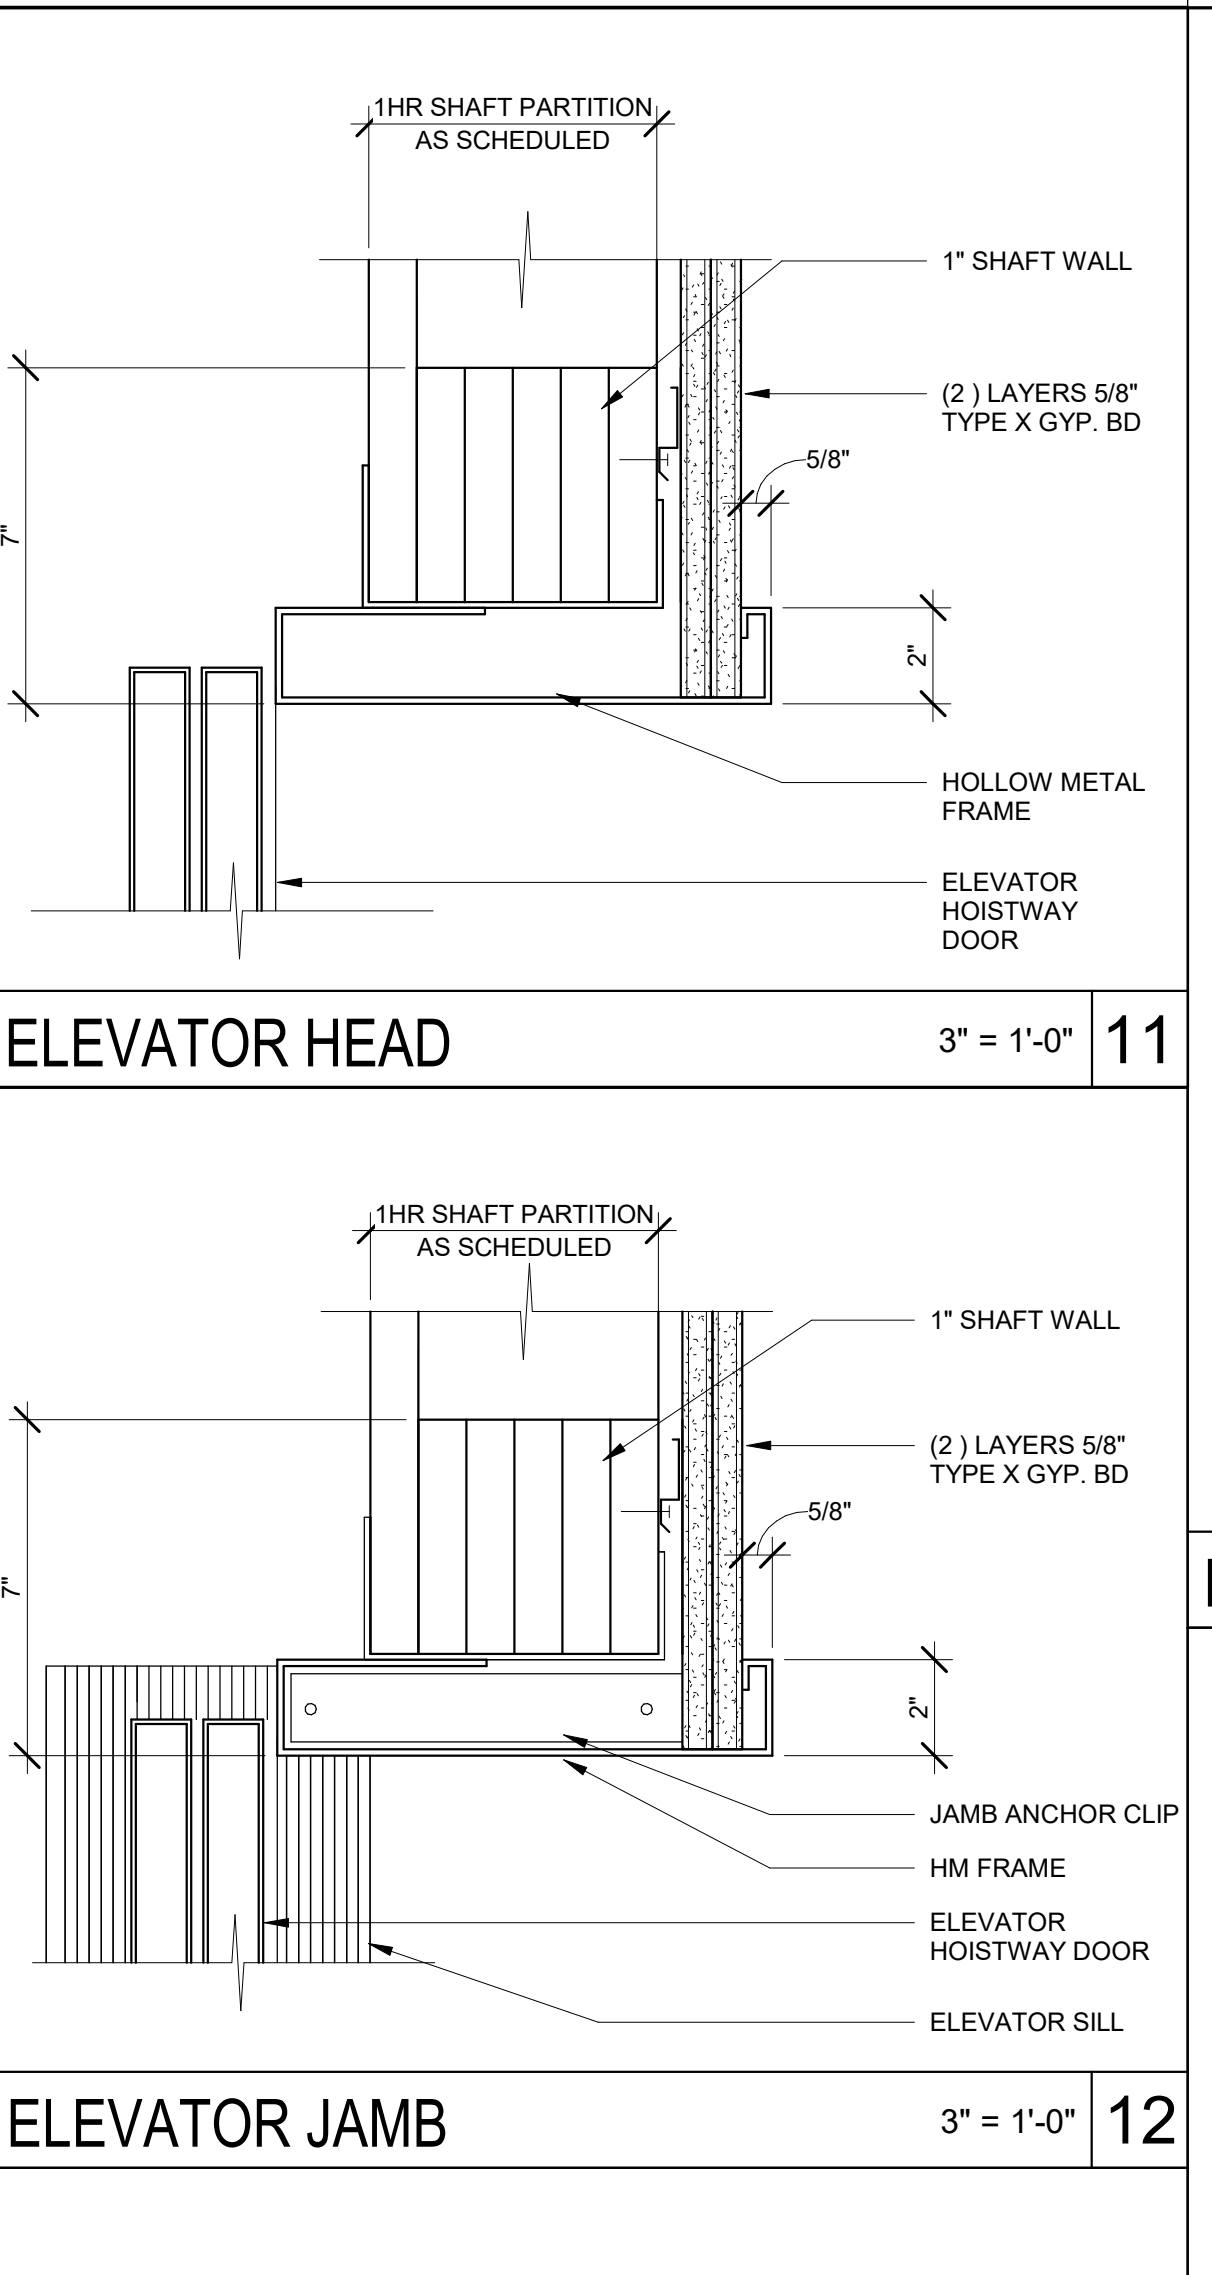 1HR SHAFT PARTITION
AS SCHEDULED
1" SHAFT WALL
(2 ) LAYERS 5/8"
TYPE X GYP. BD
5/8"
7"
2"
HOLLOW METAL
FRAME
ELEVATOR
HOISTWAY
DOOR
ELEVATOR HEAD
3" = 1'-0"
11
1HR SHAFT PARTITION
AS SCHEDULED
1" SHAFT WALL
(2 ) LAYERS 5/8"
TYPE X GYP. BD
5/8"
7"
2"
JAMB ANCHOR CLIP
HM FRAME
ELEVATOR
HOISTWAY DOOR
ELEVATOR SILL
ELEVATOR JAMB
3" = 1'-0"
12